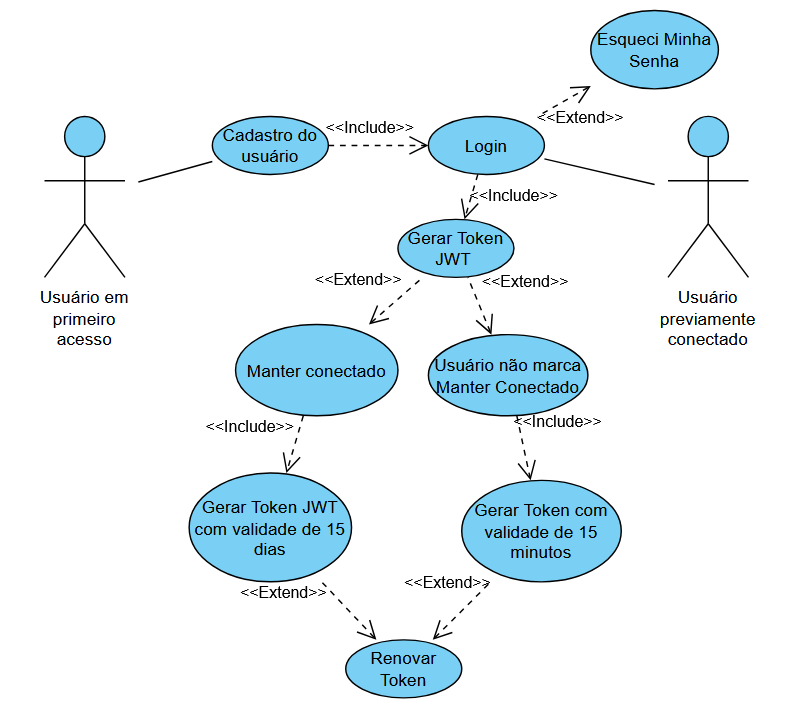 Esqueci Minha
Senha
<<Extend>>
Cadastro do
usuário
<<Include>>
Login
<<Include>>
Gerar Token
JWT
Usuário em
primeiro
acesso
Usuário
previamente
conectado
<<Extend>>
<<Extend>>
Manter conectado
Usuário não marca
Manter Conectado
<<Include>>
<<Include>>
Gerar Token JWT
com validade de 15
dias
Gerar Token com
validade de 15
minutos
<<Extend>>
<<Extend>>
Renovar
Token